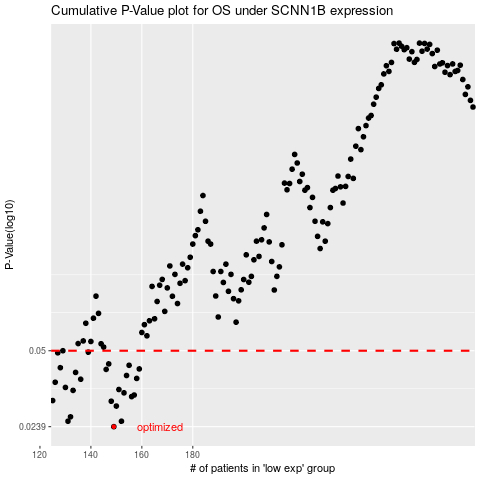 Cumulative P-Value plot for OS under SCNN1B expression
P-Value(log10)
0.05
0.0239
optimized
120 140 160 180
# of patients in 'low exp' group